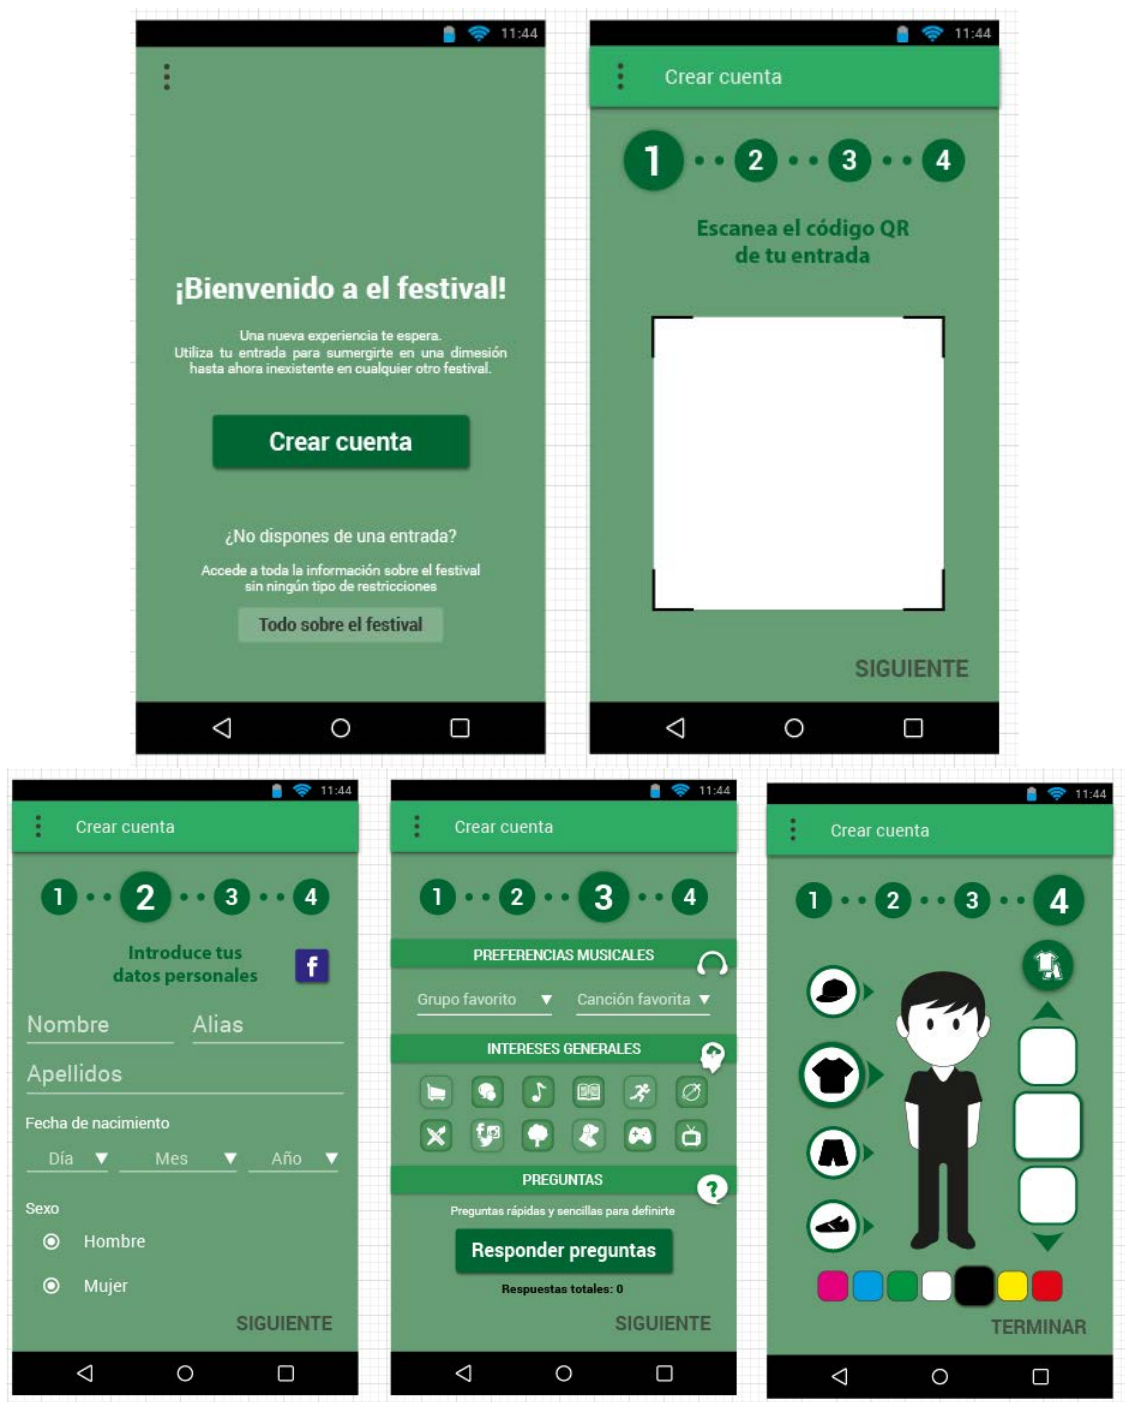 11:44
¡Bienvenido a el festival!
Una nueva experiencia te espera.
Utiliza tu entrada para sumergirte en una dimesión
hasta ahora inexistente en cualquier otro festival.
Crear cuenta
¿No dispones de una entrada?
Accede a toda la información sobre el festival
sin ningún tipo de restricciones
Todo sobre el festival
11:44
Crear cuenta
1 2 3 4
Escanea el código QR
de tu entrada
SIGUIENTE
11:44
Crear cuenta
1 2 3 4
Introduce tus
datos personales
f
Nombre Alias
Apellidos
Fecha de nacimiento
Día Mes Año
Sexo
Hombre
Mujer
SIGUIENTE
11:44
Crear cuenta
1 2 3 4
PREFERENCIAS MUSICALES
Grupo favorito Canción favorita
INTERESES GENERALES
PREGUNTAS
?
Preguntas rápidas y sencillas para definirte
Responder preguntas
Respuestas totales: 0
SIGUIENTE
11:44
Crear cuenta
1 2 3 4
TERMINAR